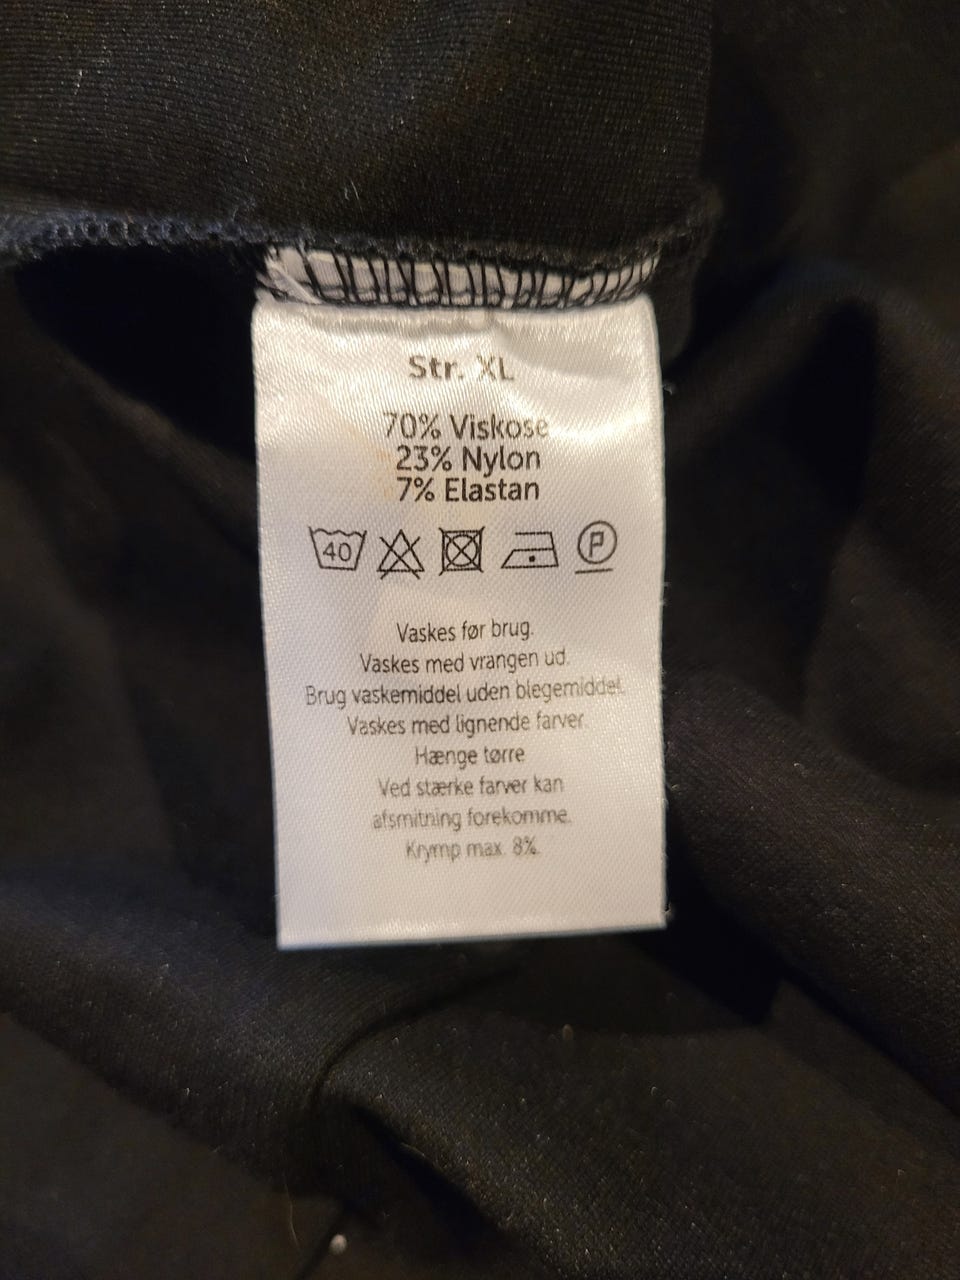 Str. XL
70% Viskose
23% Nylon
7% Elastan
40 P
Vaskes før brug.
Vaskes med vrangen ud.
Brug vaskemiddel uden blegemiddel.
Vaskes med lignende farver.
Hænge tørre
Ved stærke farver kan
afsmitning forekomme.
Krymp max. 8%.